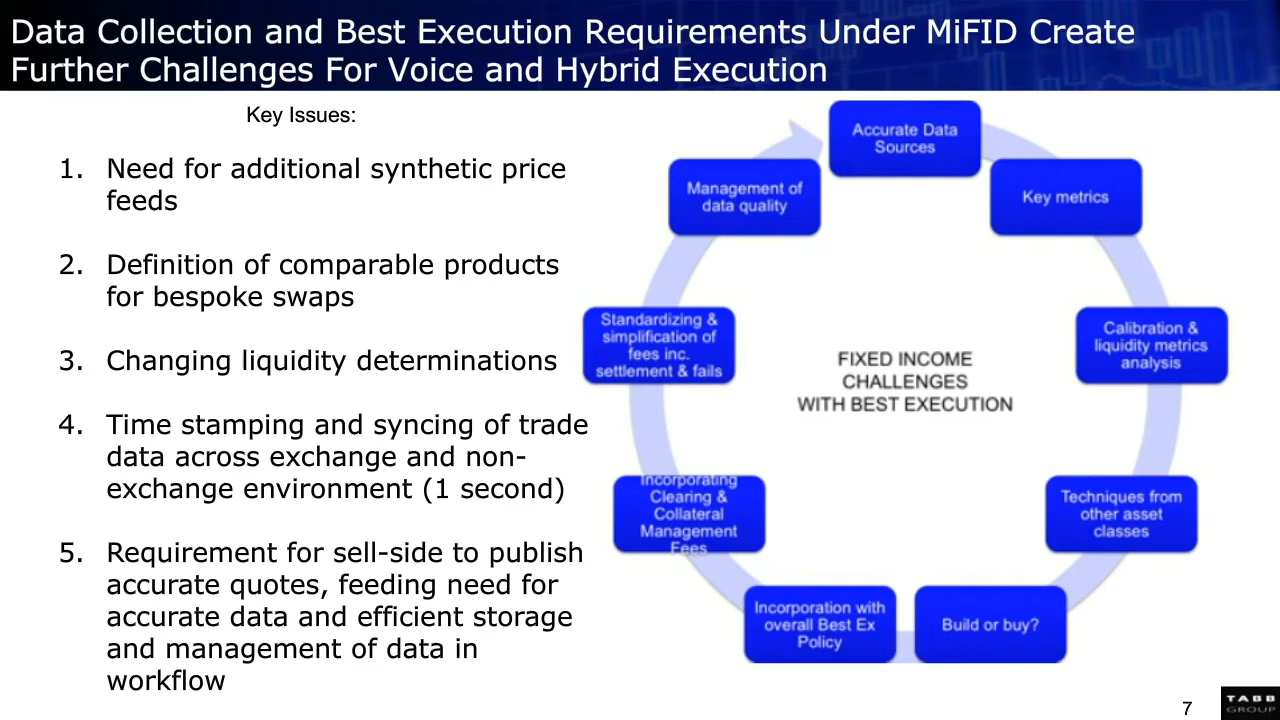 Data Collection and Best Execution Requirements Under MiFID Create
Further Challenges For Voice and Hybrid Execution
Key Issues:
1. Need for additional synthetic price
feeds
2. Definition of comparable products
for bespoke swaps
3. Changing liquidity determinations
4. Time stamping and syncing of trade
data across exchange and non-
exchange environment (1 second)
5. Requirement for sell-side to publish
accurate quotes, feeding need for
accurate data and efficient storage
and management of data in
workflow
Accurate Data
Sources
Key metrics
Calibration &
liquidity metrics
analysis
Techniques from
other asset
classes
Build or buy?
Incorporation with
overall Best Ex
Policy
Incorporating
Clearing &
Collateral
Management
Fees
Standardizing &
simplification of
fees inc.
settlement & fails
Management of
data quality
FIXED INCOME
CHALLENGES
WITH BEST EXECUTION
7
TABB
GROUP